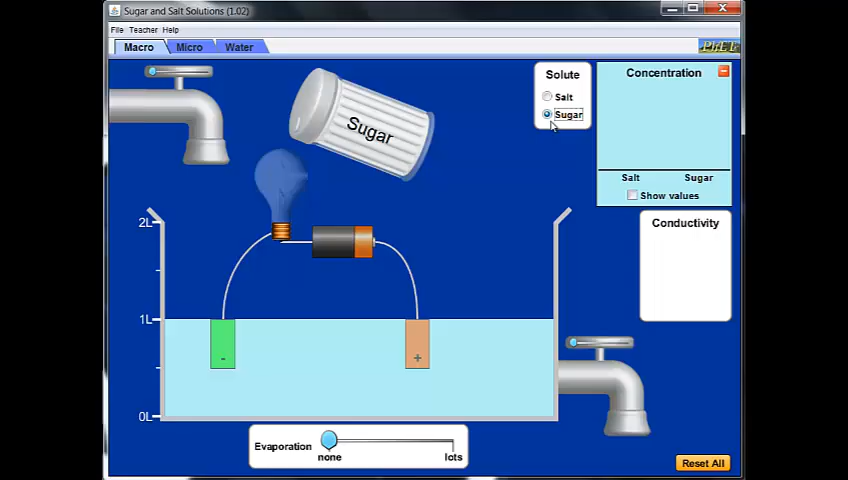 Sugar and Salt Solutions (1.02)
File Teacher Help
Macro Micro Water
PhET
Solute
Salt
Sugar
Concentration
Salt Sugar
Show values
Sugar
Conductivity
2L
1L
0L
- +
Evaporation
none lots
Reset All